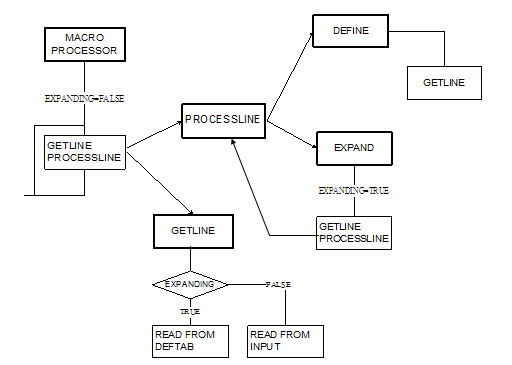 MACRO
PROCESSOR
EXPANDING=FALSE
GETLINE
PROCESSLINE
PROCESSLINE
DEFINE
GETLINE
EXPAND
EXPANDING=TRUE
GETLINE
PROCESSLINE
GETLINE
EXPANDING
FALSE
TRUE
READ FROM
DEFTAB
READ FROM
INPUT